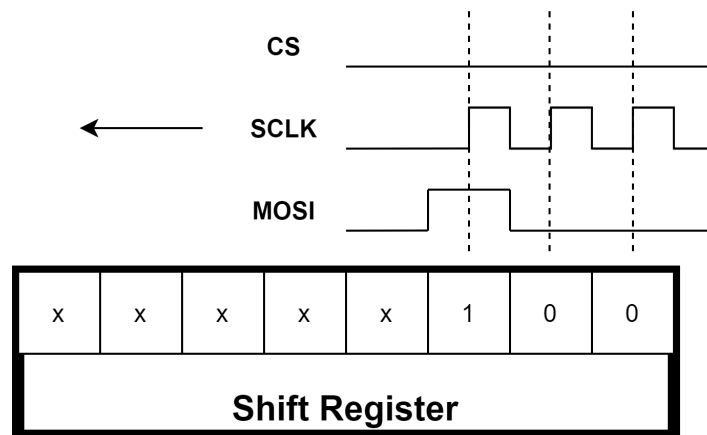 CS
SCLK
MOSI
x x x x x 1 0 0
Shift Register